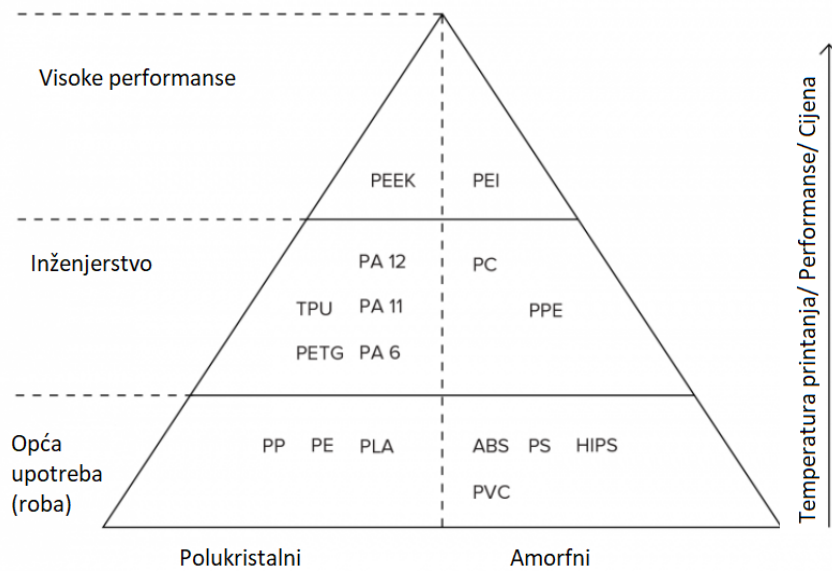 Visoke performanse
PEEK PEI
Inženjerstvo
PA 12 PC
TPU PA 11 PPE
PETG PA 6
Opća
upotreba
(roba)
PP PE PLA ABS PS HIPS
PVC
Polukristalni Amorfni
Temperatura printanja/ Performanse/ Cijena